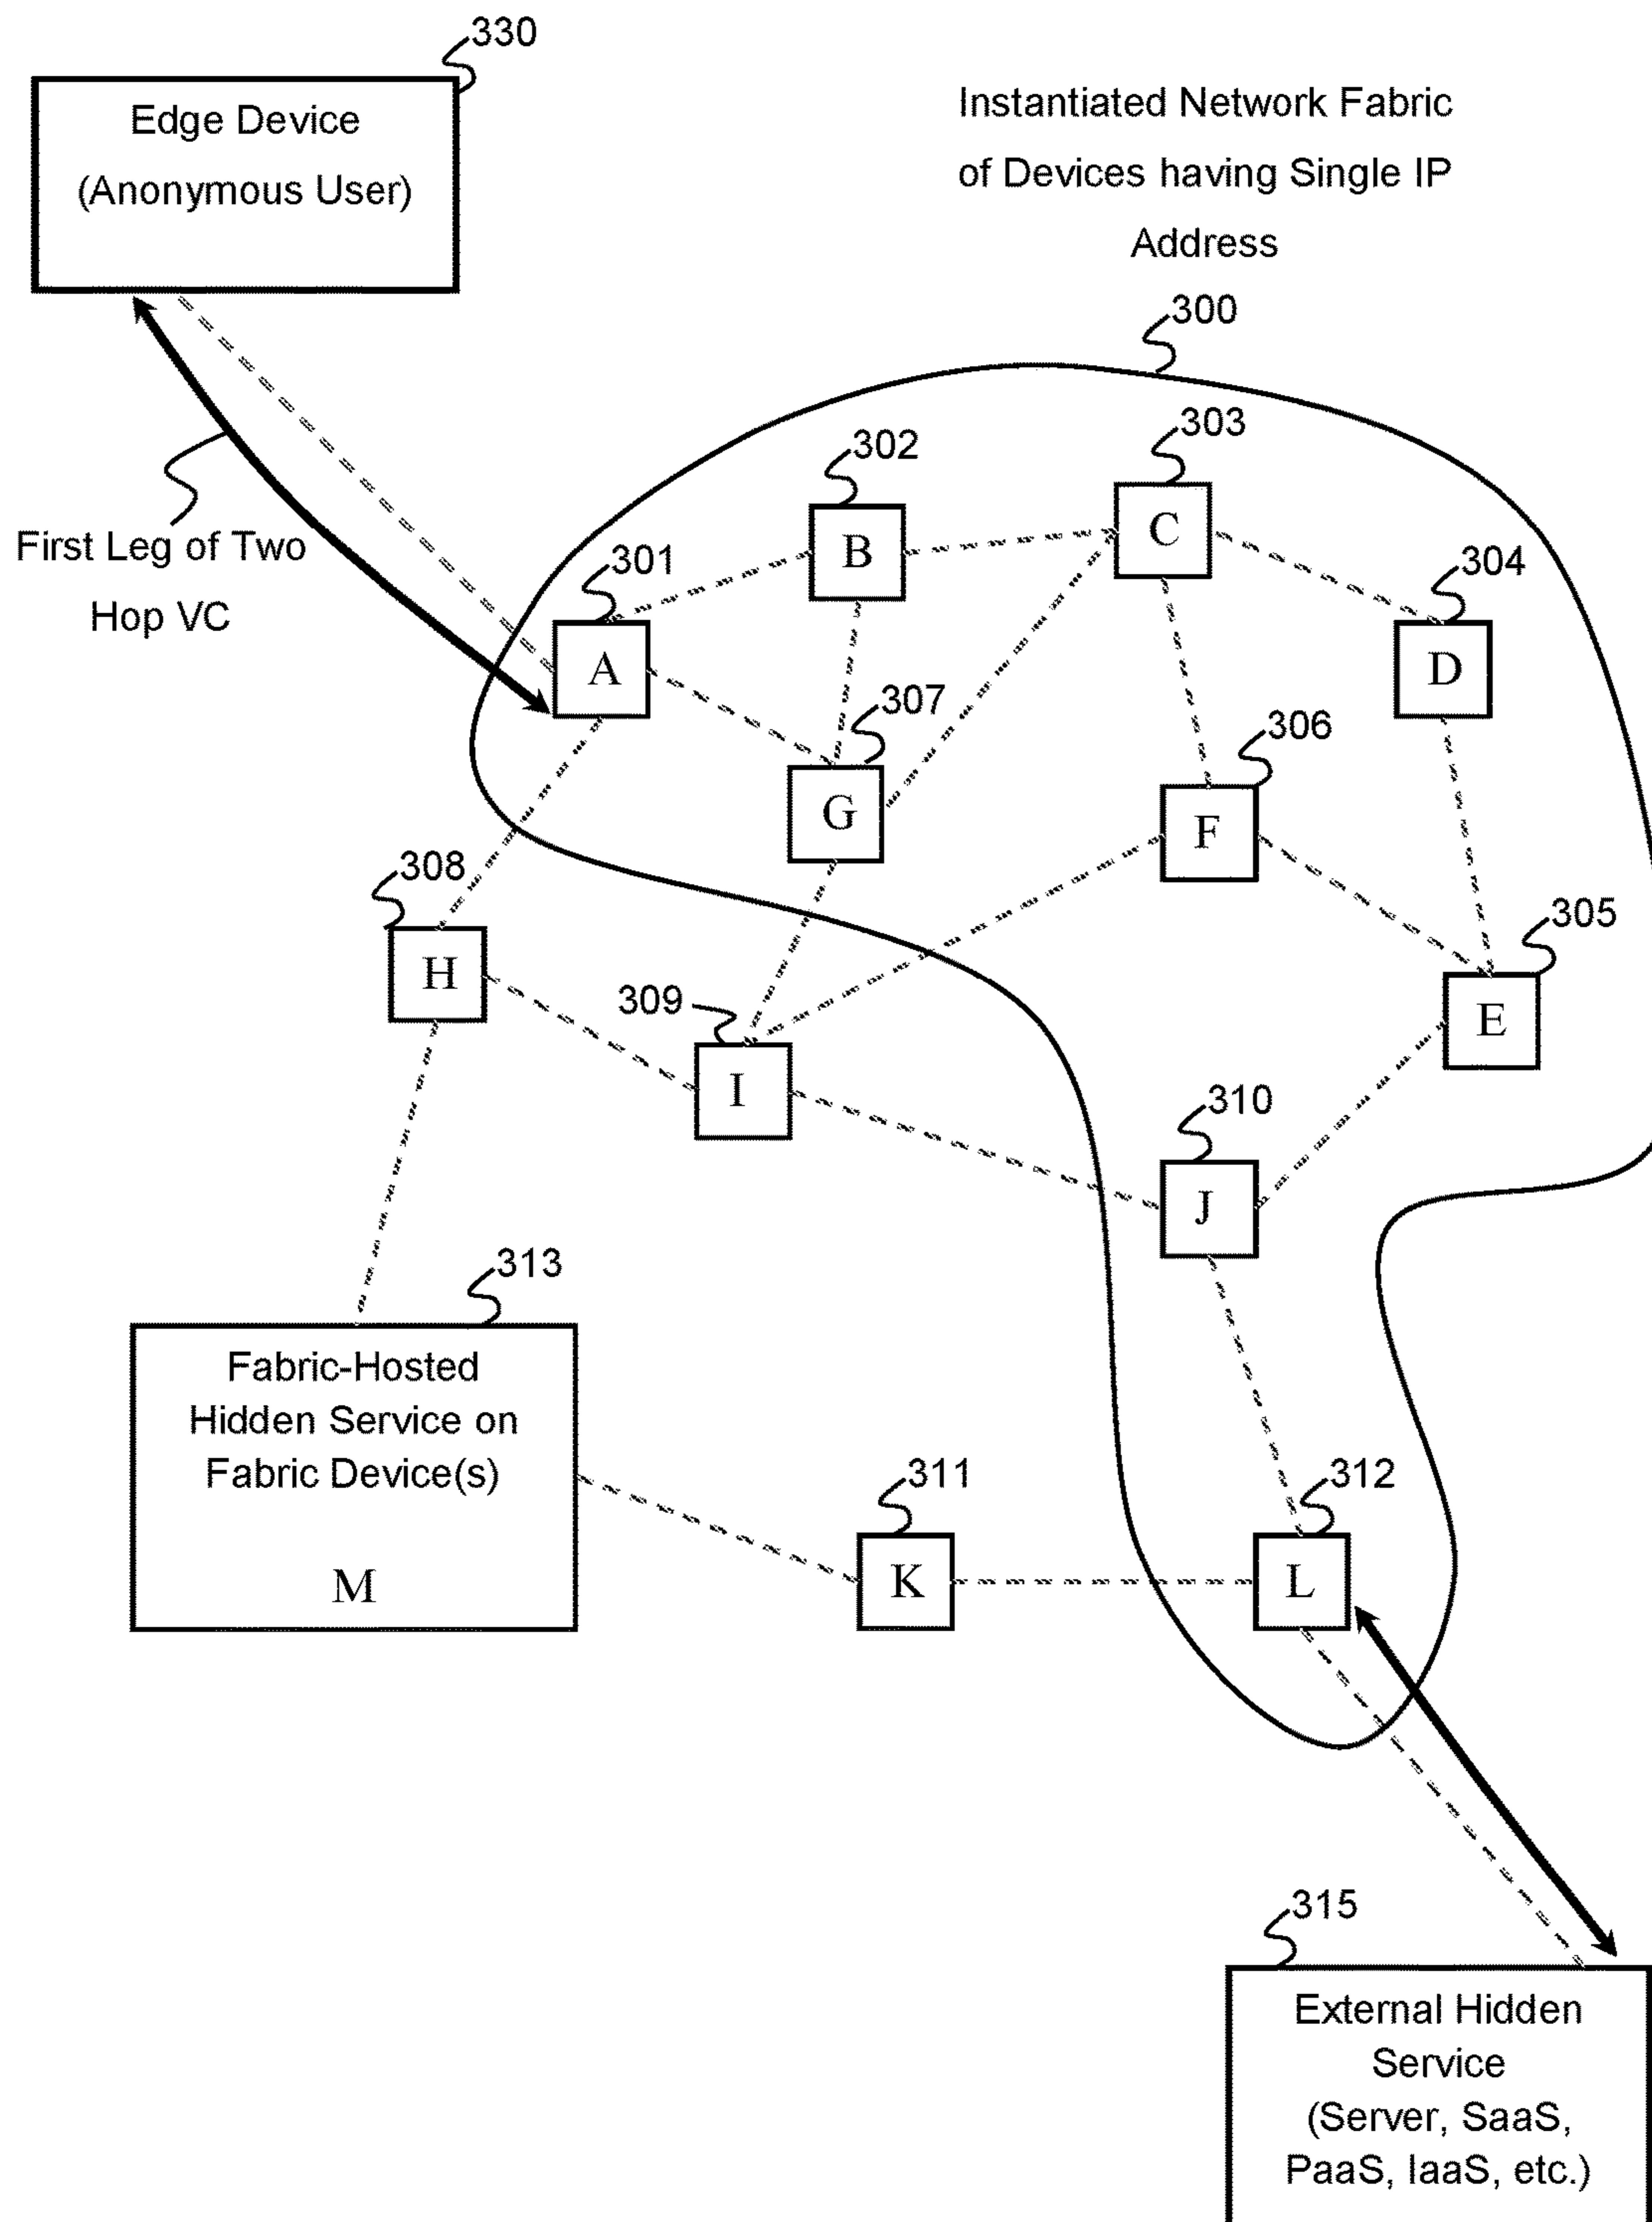 330
Edge Device
(Anonymous User)
Instantiated Network Fabric
of Devices having Single IP
Address
300
303
302
C
B
301
304
First Leg of Two
Hop VC
A
D
307
306
G
F
308
305
H
309
E
I
310
J
313
Fabric-Hosted
Hidden Service on
Fabric Device(s)
M
311
312
K
L
315
External Hidden
Service
(Server, SaaS,
PaaS, IaaS, etc.)